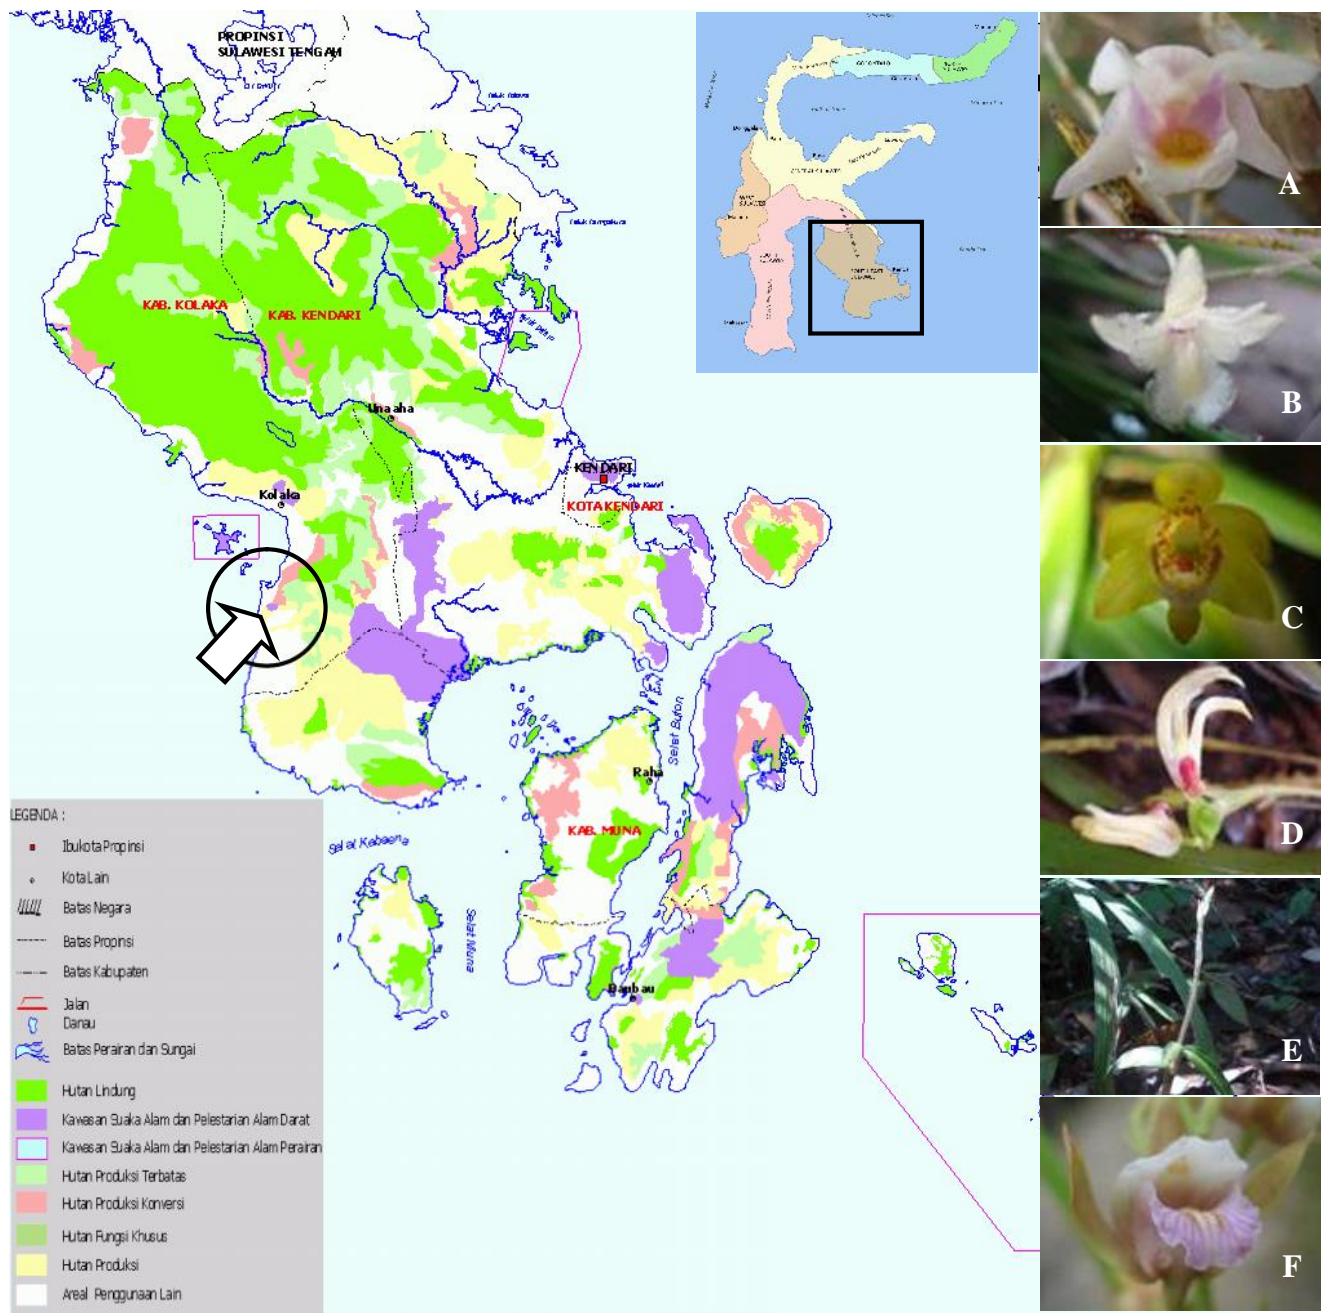 PROPINSI
SULAWESI TENGAH
KAB. KOLAKA
KAB. KENDARI
Unaaha
Kolaka
KENDARI
KOTA KENDARI
Selat Buton
Raha
KAB. MUNA
Selat Kabaena
Selat Muna
Baubau
GORONTALO
A
B
C
D
E
F
LEGENDA :
Ibukota Propinsi
Kota Lain
Batas Negara
Batas Propinsi
Batas Kabupaten
Jalan
Danau
Batas Perairan dan Sungai
Hutan Lindung
Kawasan Suaka Alam dan Pelestarian Alam Darat
Kawasan Suaka Alam dan Pelestarian Alam Perairan
Hutan Produksi Terbatas
Hutan Produksi Konversi
Hutan Fungsi Khusus
Hutan Produksi
Areal Penggunaan Lain